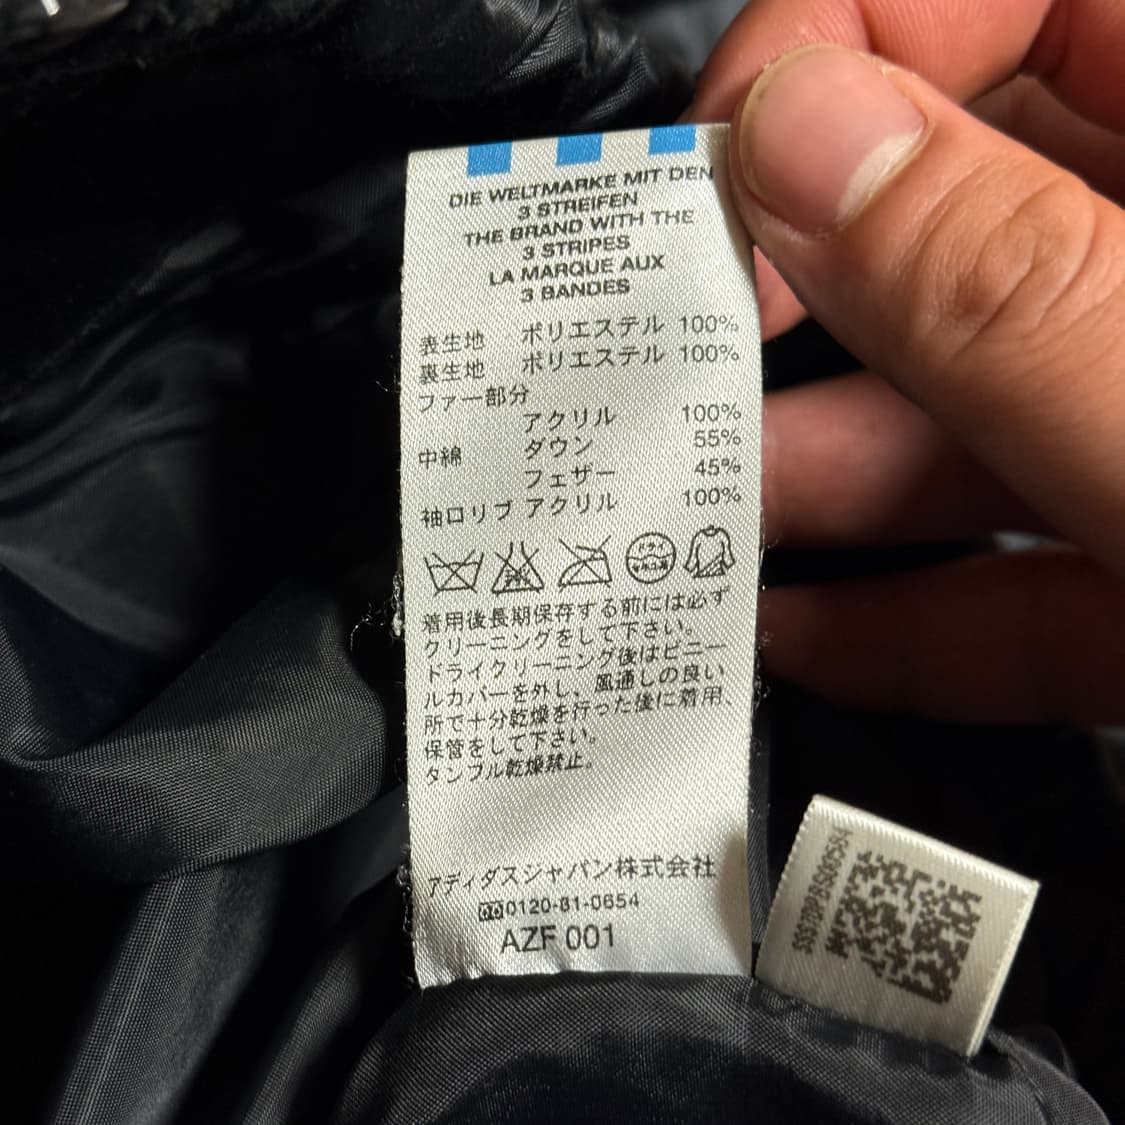 DIE WELTMARKE MIT DEN
3 STREIFEN
THE BRAND WITH THE
3 STRIPES
LA MARQUE AUX
3 BANDES
表生地 ポリエステル 100%
裏生地 ポリエステル 100%
ファー部分
アクリル 100%
中綿 ダウン 55%
フェザー 45%
袖口リブ アクリル 100%
着用後長期保存する前には必ず
クリーニングをして下さい。
ドライクリーニング後はビニー
ルカバーを外し、風通しの良い
所で十分乾燥を行った後に着用、
保管をして下さい。
タンブル乾燥禁止。
アディダスジャパン株式会社
0120-81-0654
AZF 001